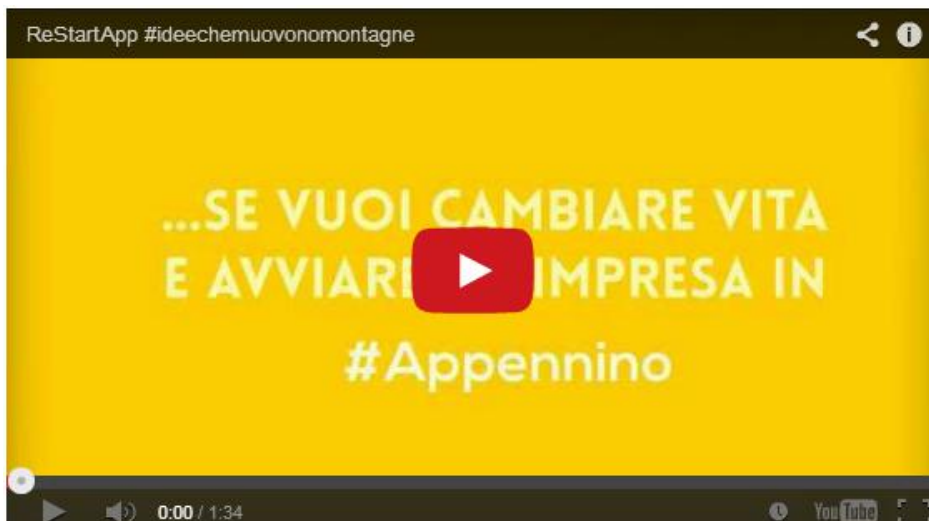 ReStartApp #ideechemuovonomontagne
...SE VUOI CAMBIARE VITA
E AVVIARE IMPRESA IN
#Appennino
0:00 / 1:34
YouTube